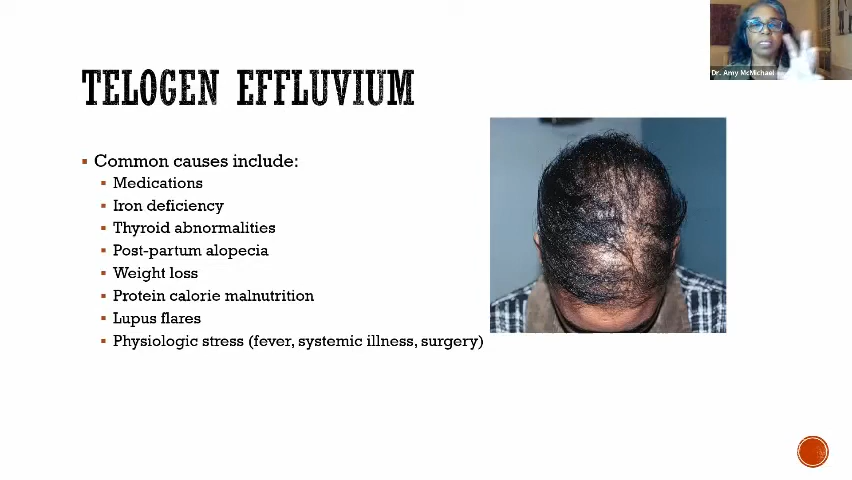 TELOGEN EFFLUVIUM
Common causes include:
Medications
Iron deficiency
Thyroid abnormalities
Post-partum alopecia
Weight loss
Protein calorie malnutrition
Lupus flares
Physiologic stress (fever, systemic illness, surgery)
Dr. Amy McMichael